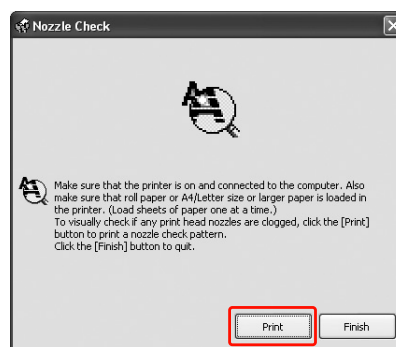 Nozzle Check
Make sure that the printer is on and connected to the computer. Also
make sure that roll paper or A4/Letter size or larger paper is loaded in
the printer. (Load sheets of paper one at a time.)
To visually check if any print head nozzles are clogged, click the [Print]
button to print a nozzle check pattern.
Click the [Finish] button to quit.
Print
Finish